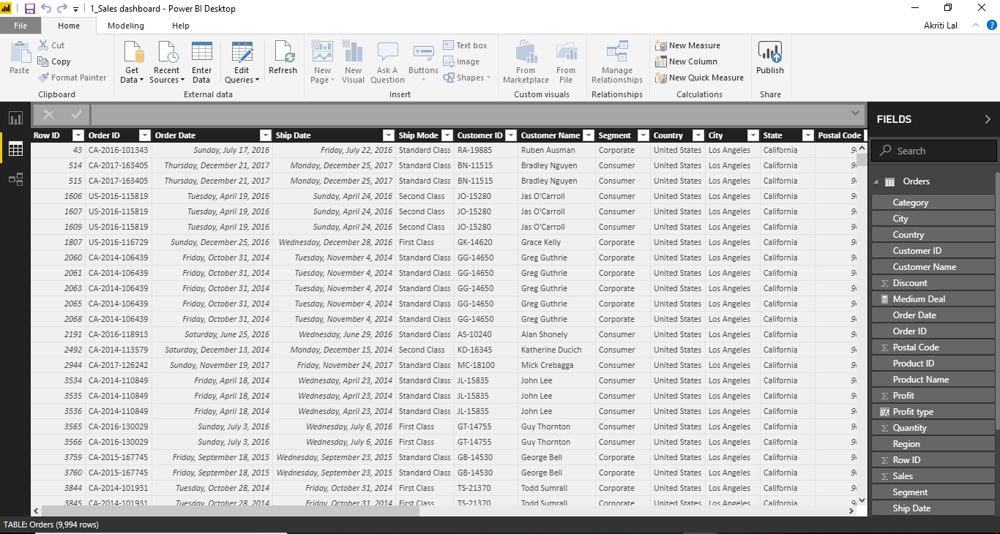 1_Sales dashboard - Power BI Desktop
File Home Modeling Help Akriti Lal ?
Paste Cut Copy Format Painter
Get Data Recent Sources Enter Data Edit Queries Refresh
New Page New Visual Ask A Question Buttons Text box Image Shapes
From Marketplace From File Manage Relationships
New Measure New Column New Quick Measure Publish
Clipboard External data Insert Custom visuals Relationships Calculations Share
Row ID Order ID Order Date Ship Date Ship Mode Customer ID Customer Name Segment Country City State Postal Code
43 CA-2016-101343 Sunday, July 17, 2016 Friday, July 22, 2016 Standard Class RA-19885 Ruben Ausman Corporate United States Los Angeles California
514 CA-2017-163405 Thursday, December 21, 2017 Monday, December 25, 2017 Standard Class BN-11515 Bradley Nguyen Consumer United States Los Angeles California
515 CA-2017-163405 Thursday, December 21, 2017 Monday, December 25, 2017 Standard Class BN-11515 Bradley Nguyen Consumer United States Los Angeles California
1606 US-2016-115819 Tuesday, April 19, 2016 Sunday, April 24, 2016 Second Class JO-15280 Jas O'Carroll Consumer United States Los Angeles California
1607 US-2016-115819 Tuesday, April 19, 2016 Sunday, April 24, 2016 Second Class JO-15280 Jas O'Carroll Consumer United States Los Angeles California
1609 US-2016-115819 Tuesday, April 19, 2016 Sunday, April 24, 2016 Second Class JO-15280 Jas O'Carroll Consumer United States Los Angeles California
1807 US-2016-116729 Sunday, December 25, 2016 Wednesday, December 28, 2016 First Class GK-14620 Grace Kelly Corporate United States Los Angeles California
2060 CA-2014-106439 Friday, October 31, 2014 Tuesday, November 4, 2014 Standard Class GG-14650 Greg Guthrie Corporate United States Los Angeles California
2061 CA-2014-106439 Friday, October 31, 2014 Tuesday, November 4, 2014 Standard Class GG-14650 Greg Guthrie Corporate United States Los Angeles California
2063 CA-2014-106439 Friday, October 31, 2014 Tuesday, November 4, 2014 Standard Class GG-14650 Greg Guthrie Corporate United States Los Angeles California
2065 CA-2014-106439 Friday, October 31, 2014 Tuesday, November 4, 2014 Standard Class GG-14650 Greg Guthrie Corporate United States Los Angeles California
2068 CA-2014-106439 Friday, October 31, 2014 Tuesday, November 4, 2014 Standard Class GG-14650 Greg Guthrie Corporate United States Los Angeles California
2191 CA-2016-118913 Saturday, June 25, 2016 Wednesday, June 29, 2016 Standard Class AS-10240 Alan Shonely Consumer United States Los Angeles California
2492 CA-2014-113579 Saturday, December 13, 2014 Monday, December 15, 2014 Second Class KD-16345 Katherine Ducich Consumer United States Los Angeles California
2944 CA-2017-126242 Sunday, November 19, 2017 Friday, November 24, 2017 Standard Class MC-18100 Mick Crebagga Consumer United States Los Angeles California
3534 CA-2014-110849 Friday, April 18, 2014 Wednesday, April 23, 2014 Standard Class JL-15835 John Lee Consumer United States Los Angeles California
3535 CA-2014-110849 Friday, April 18, 2014 Wednesday, April 23, 2014 Standard Class JL-15835 John Lee Consumer United States Los Angeles California
3536 CA-2014-110849 Friday, April 18, 2014 Wednesday, April 23, 2014 Standard Class JL-15835 John Lee Consumer United States Los Angeles California
3565 CA-2016-130029 Sunday, July 3, 2016 Wednesday, July 6, 2016 First Class GT-14755 Guy Thornton Consumer United States Los Angeles California
3566 CA-2016-130029 Sunday, July 3, 2016 Wednesday, July 6, 2016 First Class GT-14755 Guy Thornton Consumer United States Los Angeles California
3759 CA-2015-167745 Friday, September 18, 2015 Wednesday, September 23, 2015 Standard Class GB-14530 George Bell Corporate United States Los Angeles California
3760 CA-2015-167745 Friday, September 18, 2015 Wednesday, September 23, 2015 Standard Class GB-14530 George Bell Corporate United States Los Angeles California
3844 CA-2014-101931 Tuesday, October 28, 2014 Friday, October 31, 2014 First Class TS-21370 Todd Sumrall Corporate United States Los Angeles California
3845 CA-2014-101931 Tuesday, October 28, 2014 Friday, October 31, 2014 First Class TS-21370 Todd Sumrall Corporate United States Los Angeles California
FIELDS
Search
Orders
Category
City
Country
Customer ID
Customer Name
Σ Discount
Medium Deal
Order Date
Order ID
Σ Postal Code
Product ID
Product Name
Σ Profit
Profit type
Σ Quantity
Region
Σ Row ID
Σ Sales
Segment
Ship Date
TABLE: Orders (9,994 rows)